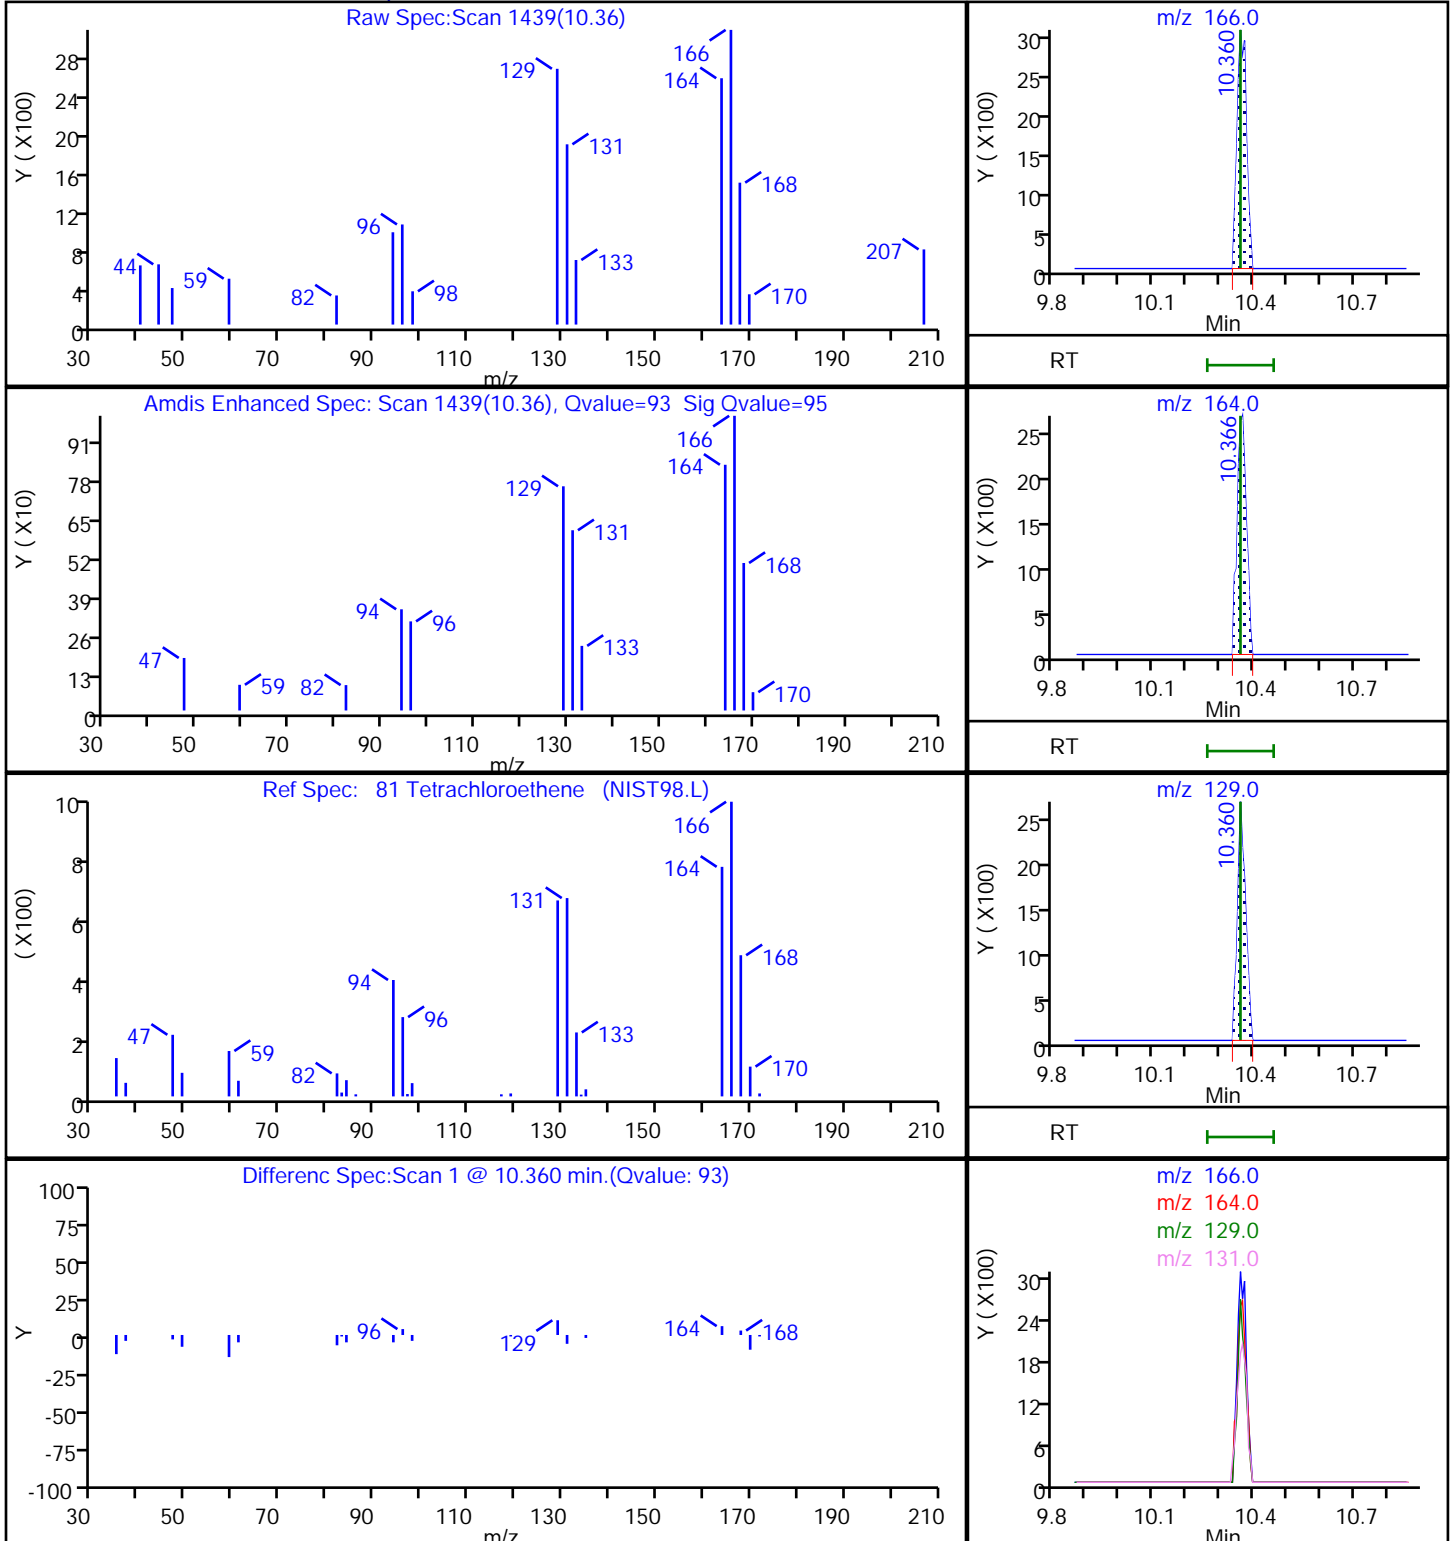 Raw Spec:Scan 1439(10.36)
Y ( X100)
28
24
20
16
12
8
4
0
44
59
82
96
98
129
131
133
164
166
168
170
207
30 50 70 90 110 130 150 170 190 210
m/z
m/z 166.0
Y ( X100)
30
25
20
15
10
5
0
10.360
9.8 10.1 10.4 10.7
Min
RT
Amdis Enhanced Spec: Scan 1439(10.36), Qvalue=93 Sig Qvalue=95
Y ( X10)
91
78
65
52
39
26
13
0
47
59
82
94
96
129
131
133
164
166
168
170
30 50 70 90 110 130 150 170 190 210
m/z
m/z 164.0
Y ( X100)
25
20
15
10
5
0
10.366
9.8 10.1 10.4 10.7
Min
RT
Ref Spec: 81 Tetrachloroethene (NIST98.L)
( X100)
10
8
6
4
2
0
47
59
82
94
96
131
133
164
166
168
170
30 50 70 90 110 130 150 170 190 210
m/z 129.0
Y ( X100)
25
20
15
10
5
0
10.360
9.8 10.1 10.4 10.7
Min
RT
Differenc Spec:Scan 1 @ 10.360 min.(Qvalue: 93)
Y
100
75
50
25
0
-25
-50
-75
-100
96
129
164
168
30 50 70 90 110 130 150 170 190 210
m/z
m/z 166.0
m/z 164.0
m/z 129.0
m/z 131.0
Y ( X100)
30
24
18
12
6
0
9.8 10.1 10.4 10.7
Min